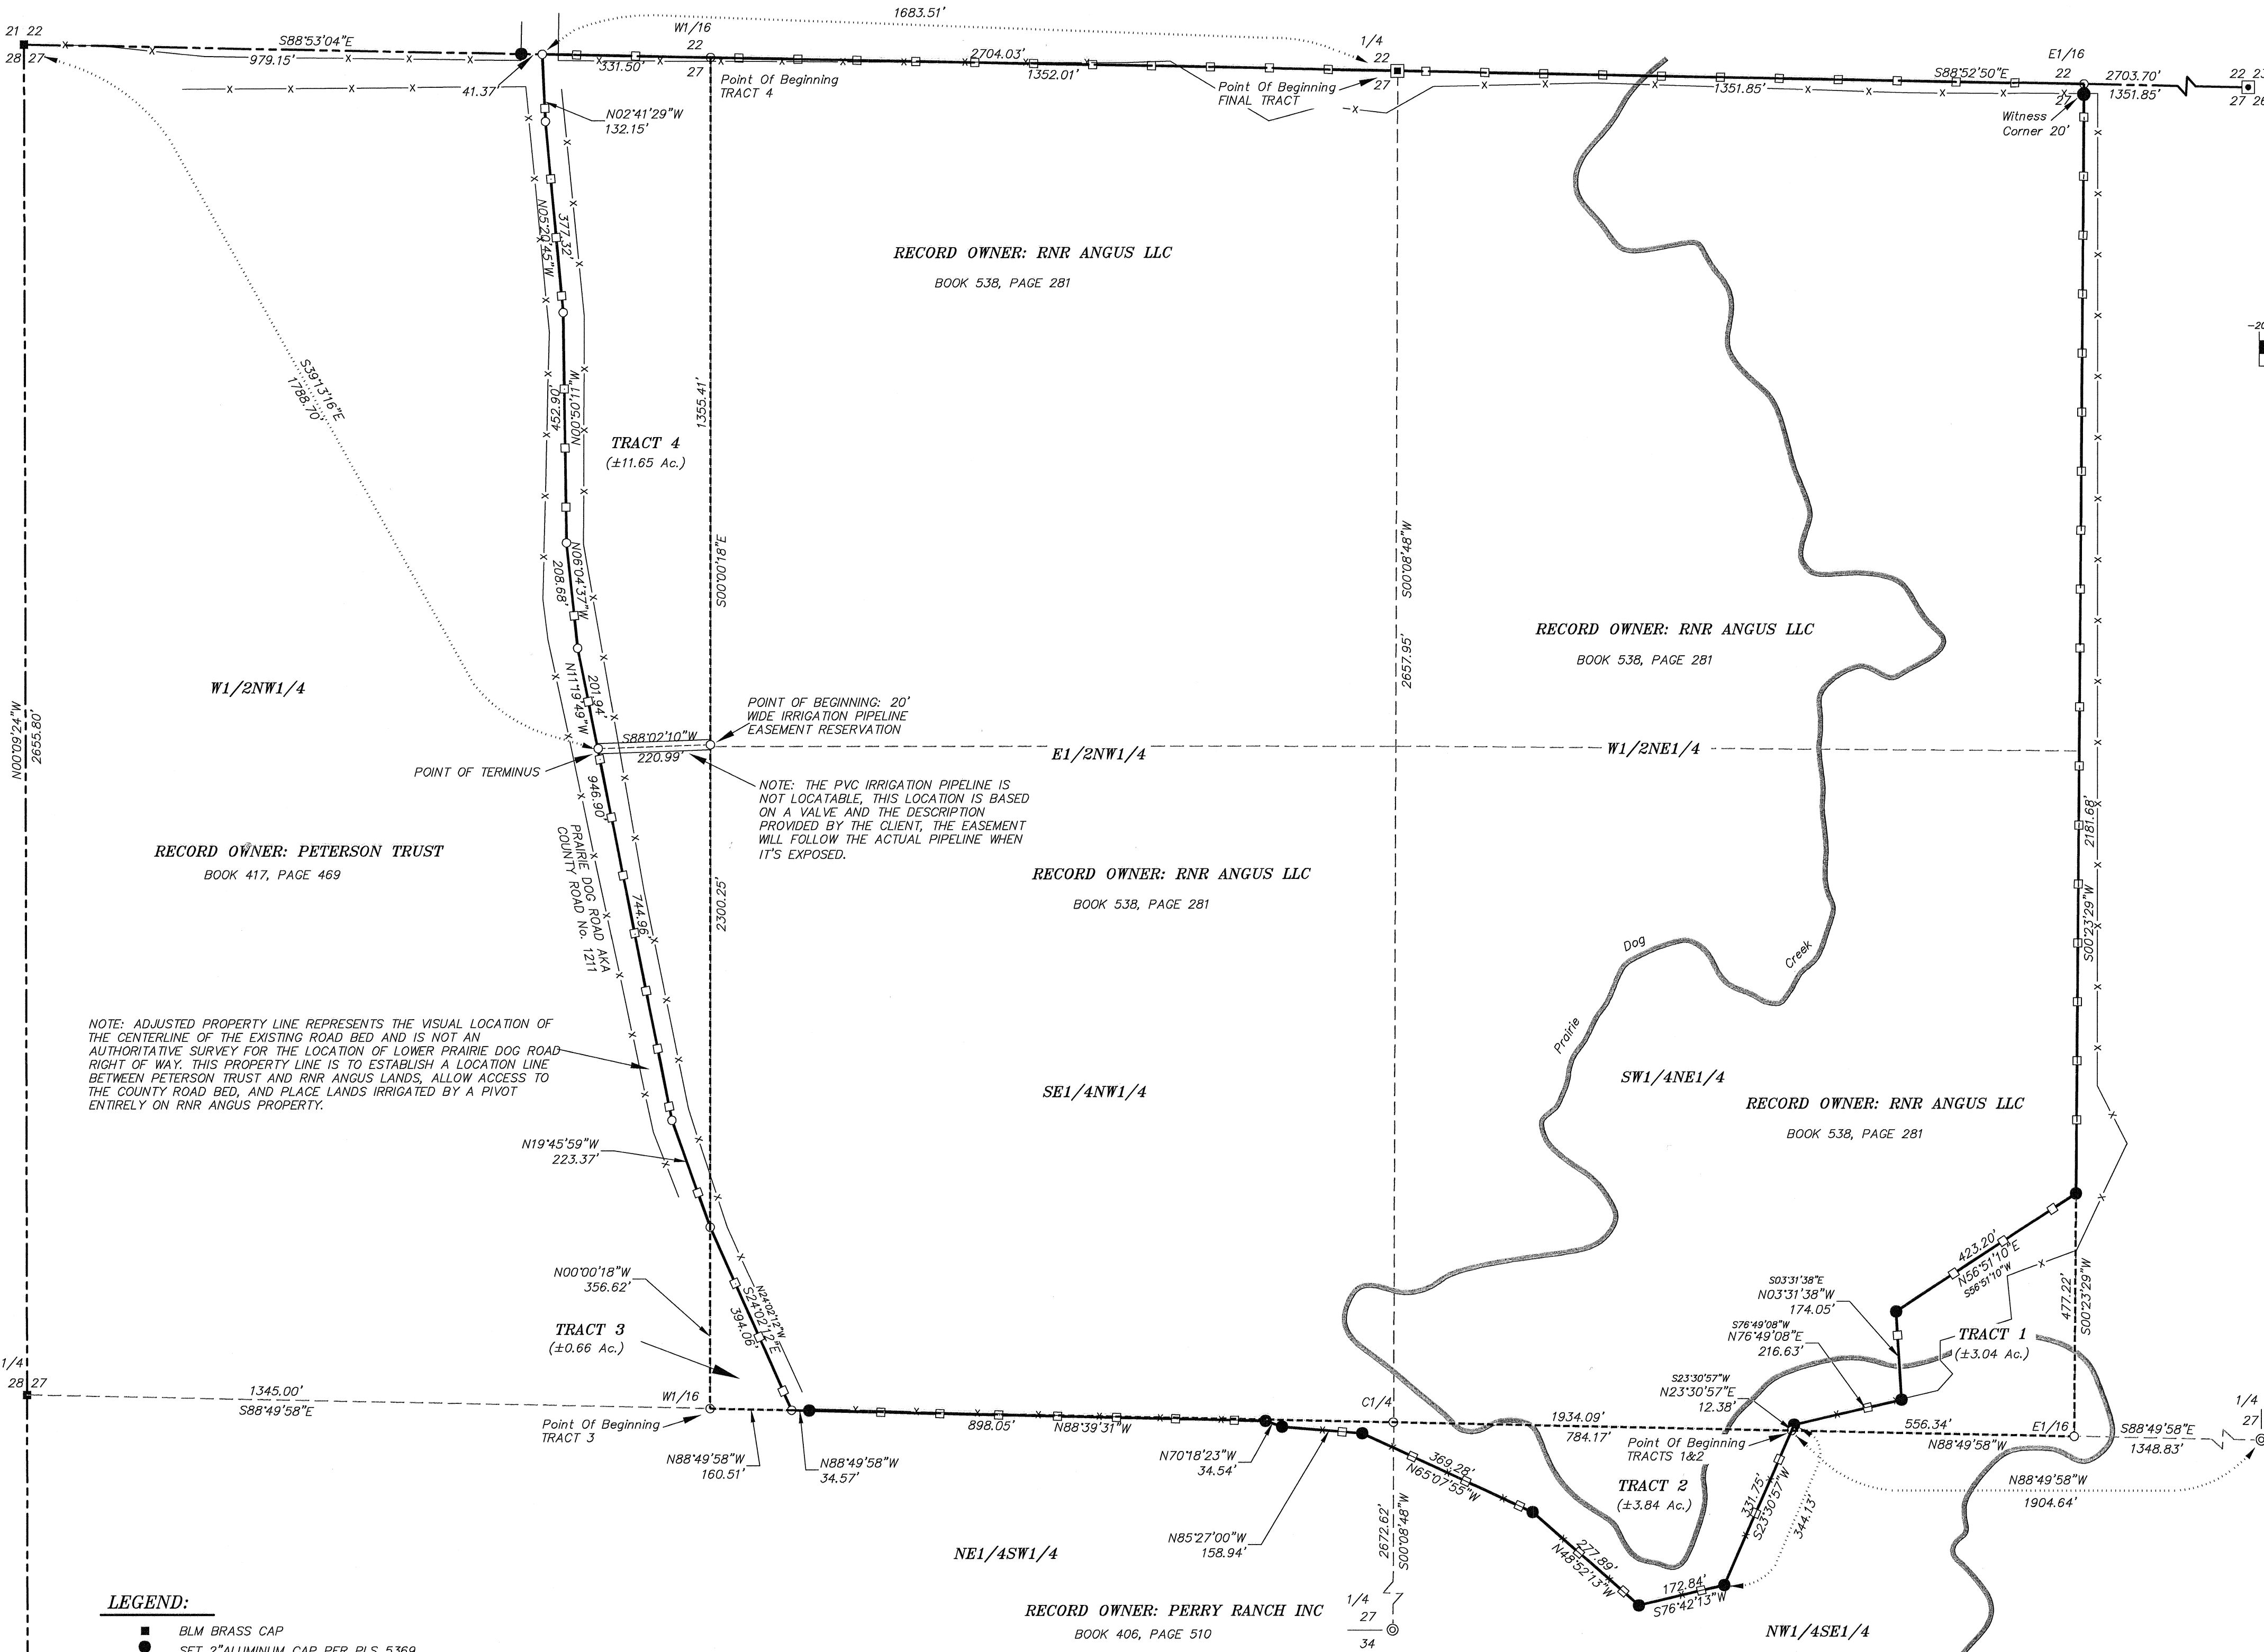 1683.51'
21 22
28 27
S88°53'04"E
979.15'
41.37'
331.50'
W1/16
22
27
Point Of Beginning
TRACT 4
2704.03'
1352.01'
1/4
22
27
Point Of Beginning
FINAL TRACT
S88°52'50"E
1351.85'
E1/16
22
27
2703.70'
1351.85'
22 23
27 26
Witness
Corner 20'
N02°41'29"W
132.15'
N05°20'45"W
377.32'
RECORD OWNER: RNR ANGUS LLC
BOOK 538, PAGE 281
-20
S39°13'16"E
1788.70'
452.90'
N00°50'11"W
1355.41'
TRACT 4
(±11.65 Ac.)
S00°00'18"E
S00°08'48"W
2657.95'
208.68'
N06°04'37"W
RECORD OWNER: RNR ANGUS LLC
BOOK 538, PAGE 281
W1/2NW1/4
N00°09'24"W
2655.80'
N11°19'49"W
201.94'
POINT OF BEGINNING: 20'
WIDE IRRIGATION PIPELINE
EASEMENT RESERVATION
S88°02'10"W
220.99'
E1/2NW1/4
W1/2NE1/4
POINT OF TERMINUS
946.90'
NOTE: THE PVC IRRIGATION PIPELINE IS
NOT LOCATABLE, THIS LOCATION IS BASED
ON A VALVE AND THE DESCRIPTION
PROVIDED BY THE CLIENT, THE EASEMENT
WILL FOLLOW THE ACTUAL PIPELINE WHEN
IT'S EXPOSED.
2181.68'
S00°23'29"W
RECORD OWNER: PETERSON TRUST
BOOK 417, PAGE 469
PRAIRIE DOG ROAD AKA
COUNTY ROAD No. 1211
744.96'
2300.25'
RECORD OWNER: RNR ANGUS LLC
BOOK 538, PAGE 281
Prairie
Dog
Creek
NOTE: ADJUSTED PROPERTY LINE REPRESENTS THE VISUAL LOCATION OF
THE CENTERLINE OF THE EXISTING ROAD BED AND IS NOT AN
AUTHORITATIVE SURVEY FOR THE LOCATION OF LOWER PRAIRIE DOG ROAD
RIGHT OF WAY. THIS PROPERTY LINE IS TO ESTABLISH A LOCATION LINE
BETWEEN PETERSON TRUST AND RNR ANGUS LANDS, ALLOW ACCESS TO
THE COUNTY ROAD BED, AND PLACE LANDS IRRIGATED BY A PIVOT
ENTIRELY ON RNR ANGUS PROPERTY.
SE1/4NW1/4
SW1/4NE1/4
RECORD OWNER: RNR ANGUS LLC
BOOK 538, PAGE 281
N19°45'59"W
223.37'
N00°00'18"W
356.62'
N24°02'12"W
S24°02'12"E
394.06'
TRACT 3
(±0.66 Ac.)
423.20'
N56°51'10"E
S56°51'10"W
S03°31'38"E
N03°31'38"W
174.05'
S76°49'08"W
N76°49'08"E
216.63'
TRACT 1
(±3.04 Ac.)
477.22'
S00°23'29"W
S23°30'57"W
N23°30'57"E
12.38'
1/4
28 27
1345.00'
S88°49'58"E
W1/16
Point Of Beginning
TRACT 3
N88°49'58"W
160.51'
N88°49'58"W
34.57'
898.05'
N88°39'31"W
C1/4
N70°18'23"W
34.54'
1934.09'
784.17'
Point Of Beginning
TRACTS 1&2
556.34'
N88°49'58"W
E1/16
S88°49'58"E
1348.83'
1/4
27
N88°49'58"W
1904.64'
TRACT 2
(±3.84 Ac.)
369.28'
N65°07'55"W
331.75'
S23°30'57"W
344.13'
N85°27'00"W
158.94'
2672.62'
S00°08'48"W
277.89'
N48°52'13"W
172.84'
S76°42'13"W
NE1/4SW1/4
NW1/4SE1/4
RECORD OWNER: PERRY RANCH INC
BOOK 406, PAGE 510
1/4
27
34
LEGEND:
BLM BRASS CAP
SET 2"ALUMINUM CAP PER PLS 5369